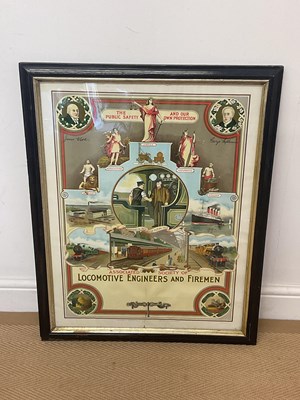 THE AND OUR
PUBLIC SAFETY OWN PROTECTION
ASSOCIATED SOCIETY OF
LOCOMOTIVE ENGINEERS AND FIREMEN